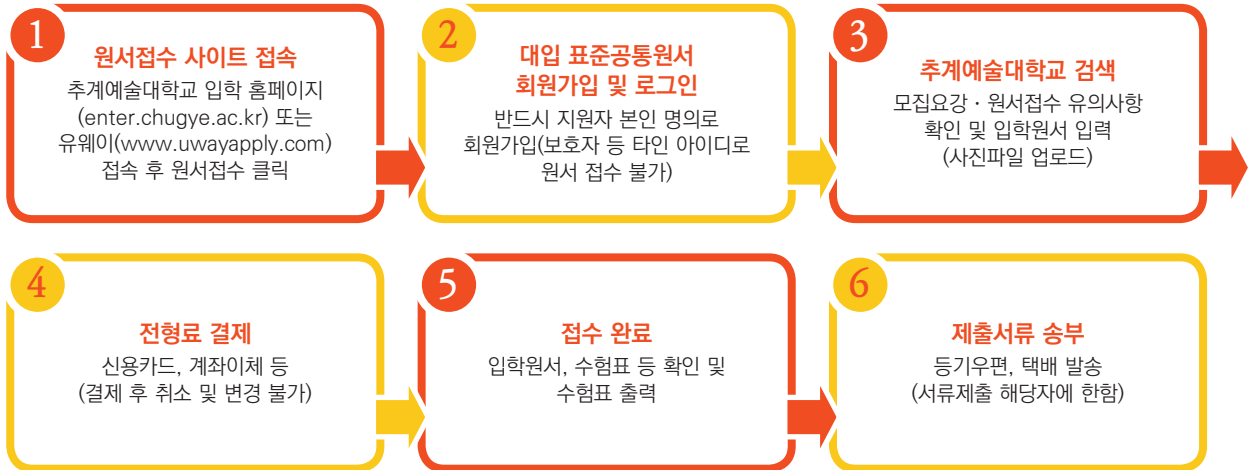 1
원서접수 사이트 접속
추계예술대학교 입학 홈페이지
(enter.chugye.ac.kr) 또는
유웨이(www.uwayapply.com)
접속 후 원서접수 클릭
2
대입 표준공통원서
회원가입 및 로그인
반드시 지원자 본인 명의로
회원가입(보호자 등 타인 아이디로
원서 접수 불가)
3
추계예술대학교 검색
모집요강 · 원서접수 유의사항
확인 및 입학원서 입력
(사진파일 업로드)
4
전형료 결제
신용카드, 계좌이체 등
(결제 후 취소 및 변경 불가)
5
접수 완료
입학원서, 수험표 등 확인 및
수험표 출력
6
제출서류 송부
등기우편, 택배 발송
(서류제출 해당자에 한함)